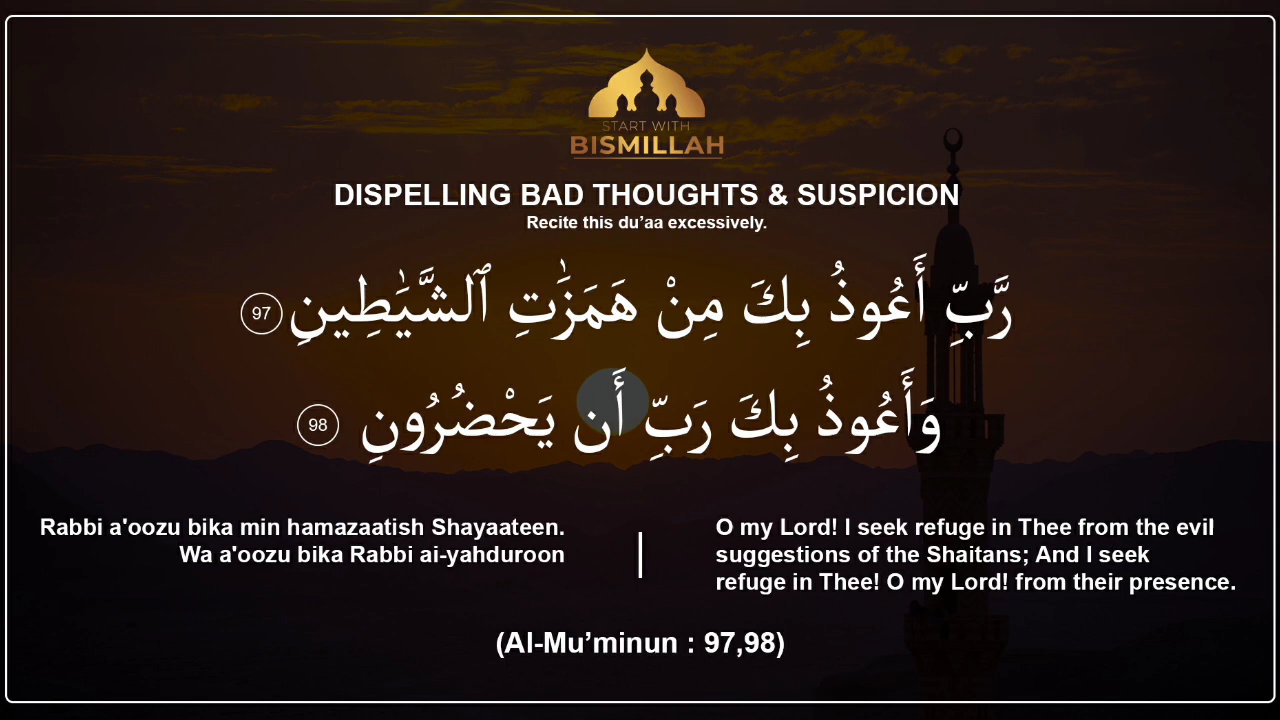 START WITH
BISMILLAH
DISPELLING BAD THOUGHTS & SUSPICION
Recite this du’aa excessively.
رَّبِّ أَعُوذُ بِكَ مِنْ هَمَزَٰتِ ٱلشَّيَٰطِينِ 97
وَأَعُوذُ بِكَ رَبِّ أَن يَحْضُرُونِ 98
Rabbi a'oozu bika min hamazaatish Shayaateen.
Wa a'oozu bika Rabbi ai-yahduroon
O my Lord! I seek refuge in Thee from the evil
suggestions of the Shaitans; And I seek
refuge in Thee! O my Lord! from their presence.
(Al-Mu’minun : 97,98)